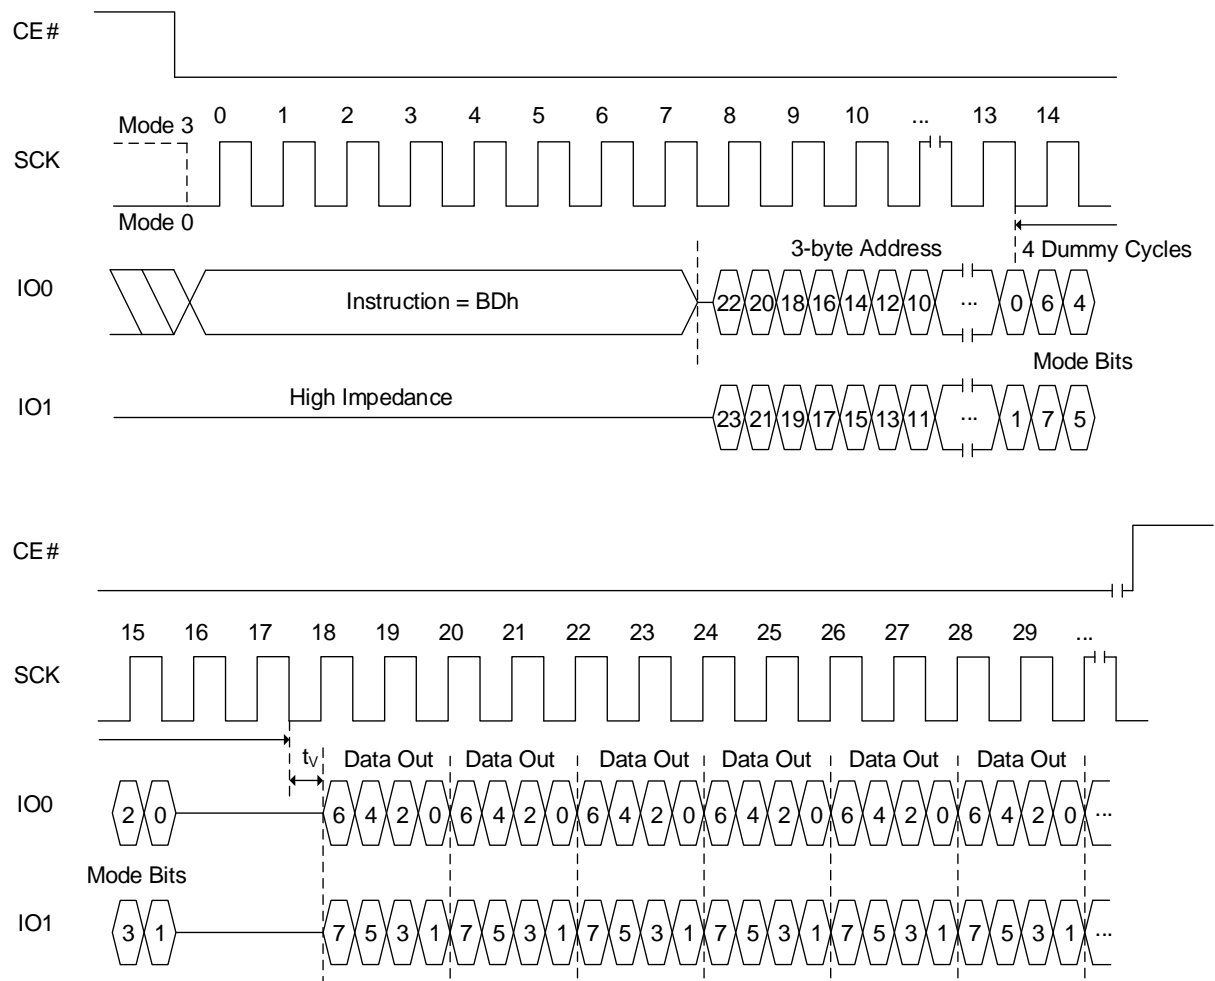 CE#
Mode 3 0 1 2 3 4 5 6 7 8 9 10 ... 13 14
SCK
Mode 0
3-byte Address 4 Dummy Cycles
IO0 Instruction = BDh 22 20 18 16 14 12 10 ... 0 6 4
Mode Bits
IO1 High Impedance 23 21 19 17 15 13 11 ... 1 7 5
CE#
15 16 17 18 19 20 21 22 23 24 25 26 27 28 29 ...
SCK
tV Data Out Data Out Data Out Data Out Data Out Data Out
IO0 2 0 6 4 2 0 6 4 2 0 6 4 2 0 6 4 2 0 6 4 2 0 6 4 2 0 ...
Mode Bits
IO1 3 1 7 5 3 1 7 5 3 1 7 5 3 1 7 5 3 1 7 5 3 1 7 5 3 1 ...